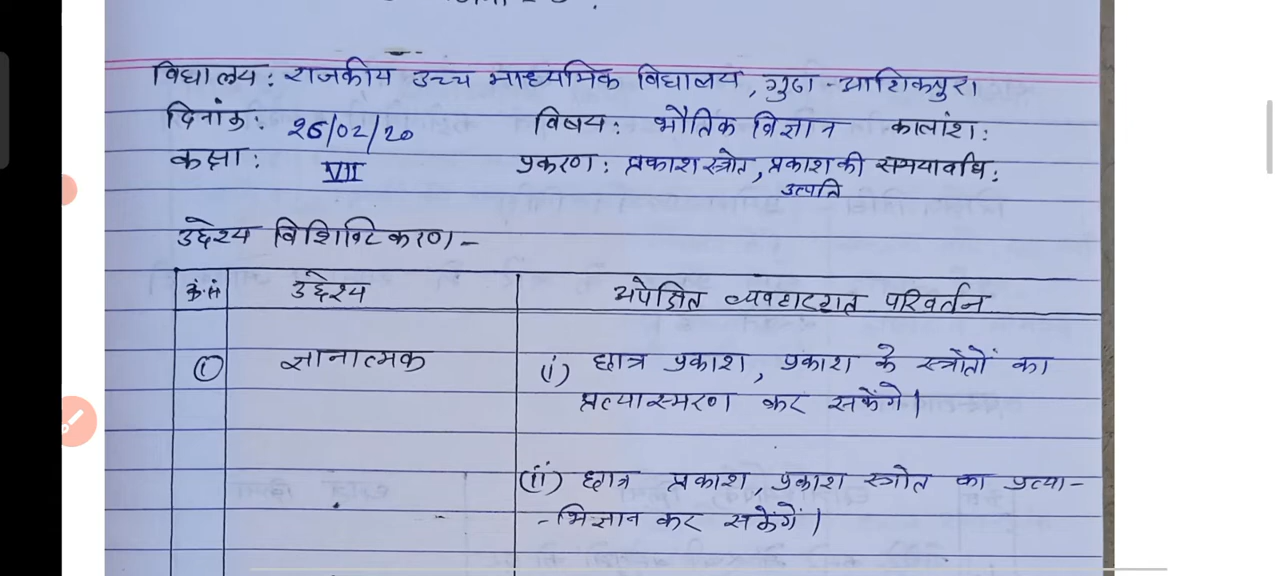 विद्यालय: राजकीय उच्च माध्यमिक विद्यालय, गुढा-आशिकपुरा
दिनांक: 26/02/20 विषय: भौतिक विज्ञान कालांश:
कक्षा: VII प्रकरण: प्रकाश स्त्रोत, प्रकाश की समयावधि:
उत्पति
उद्देश्य विशिष्टिकरण -
क्रं.सं उद्देश्य अपेक्षित व्यवहारगत परिवर्तन
① ज्ञानात्मक (i) छात्र प्रकाश, प्रकाश के स्त्रोतों का
प्रत्यास्मरण कर सकेंगे।
(ii) छात्र प्रकाश, प्रकाश स्त्रोत का प्रत्या-
-भिज्ञान कर सकेंगें।